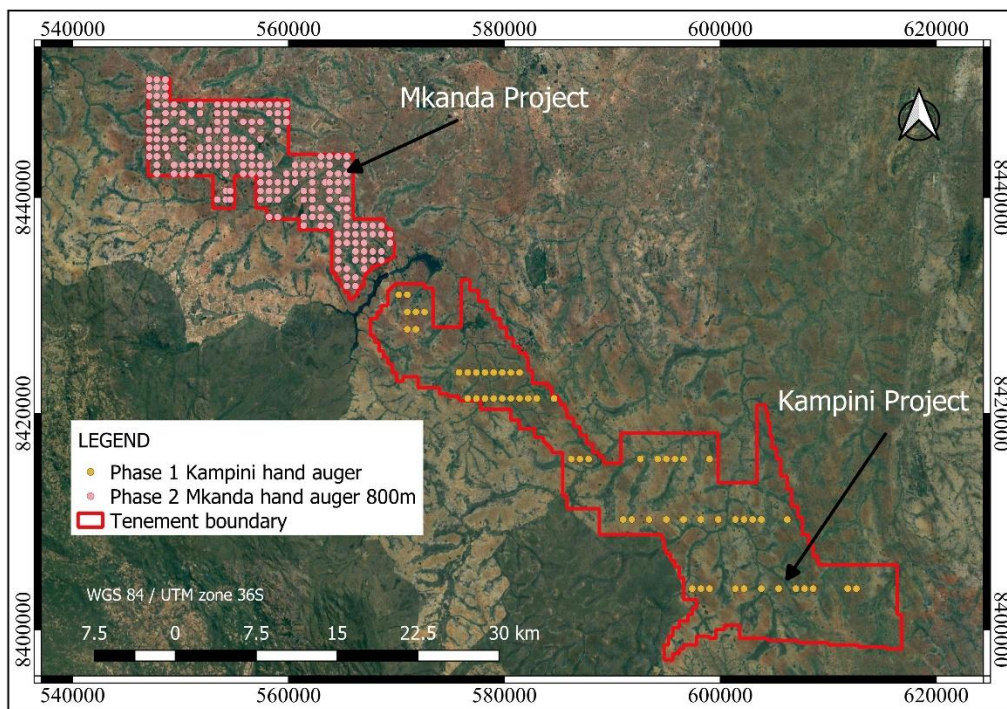 540000 560000 580000 600000 620000
Mkanda Project
8440000
8440000
Kampini Project
8420000
8420000
LEGEND
Phase 1 Kampini hand auger
Phase 2 Mkanda hand auger 800m
Tenement boundary
WGS 84 / UTM zone 36S
7.5 0 7.5 15 22.5 30 km
8400000
8400000
540000 560000 580000 600000 620000